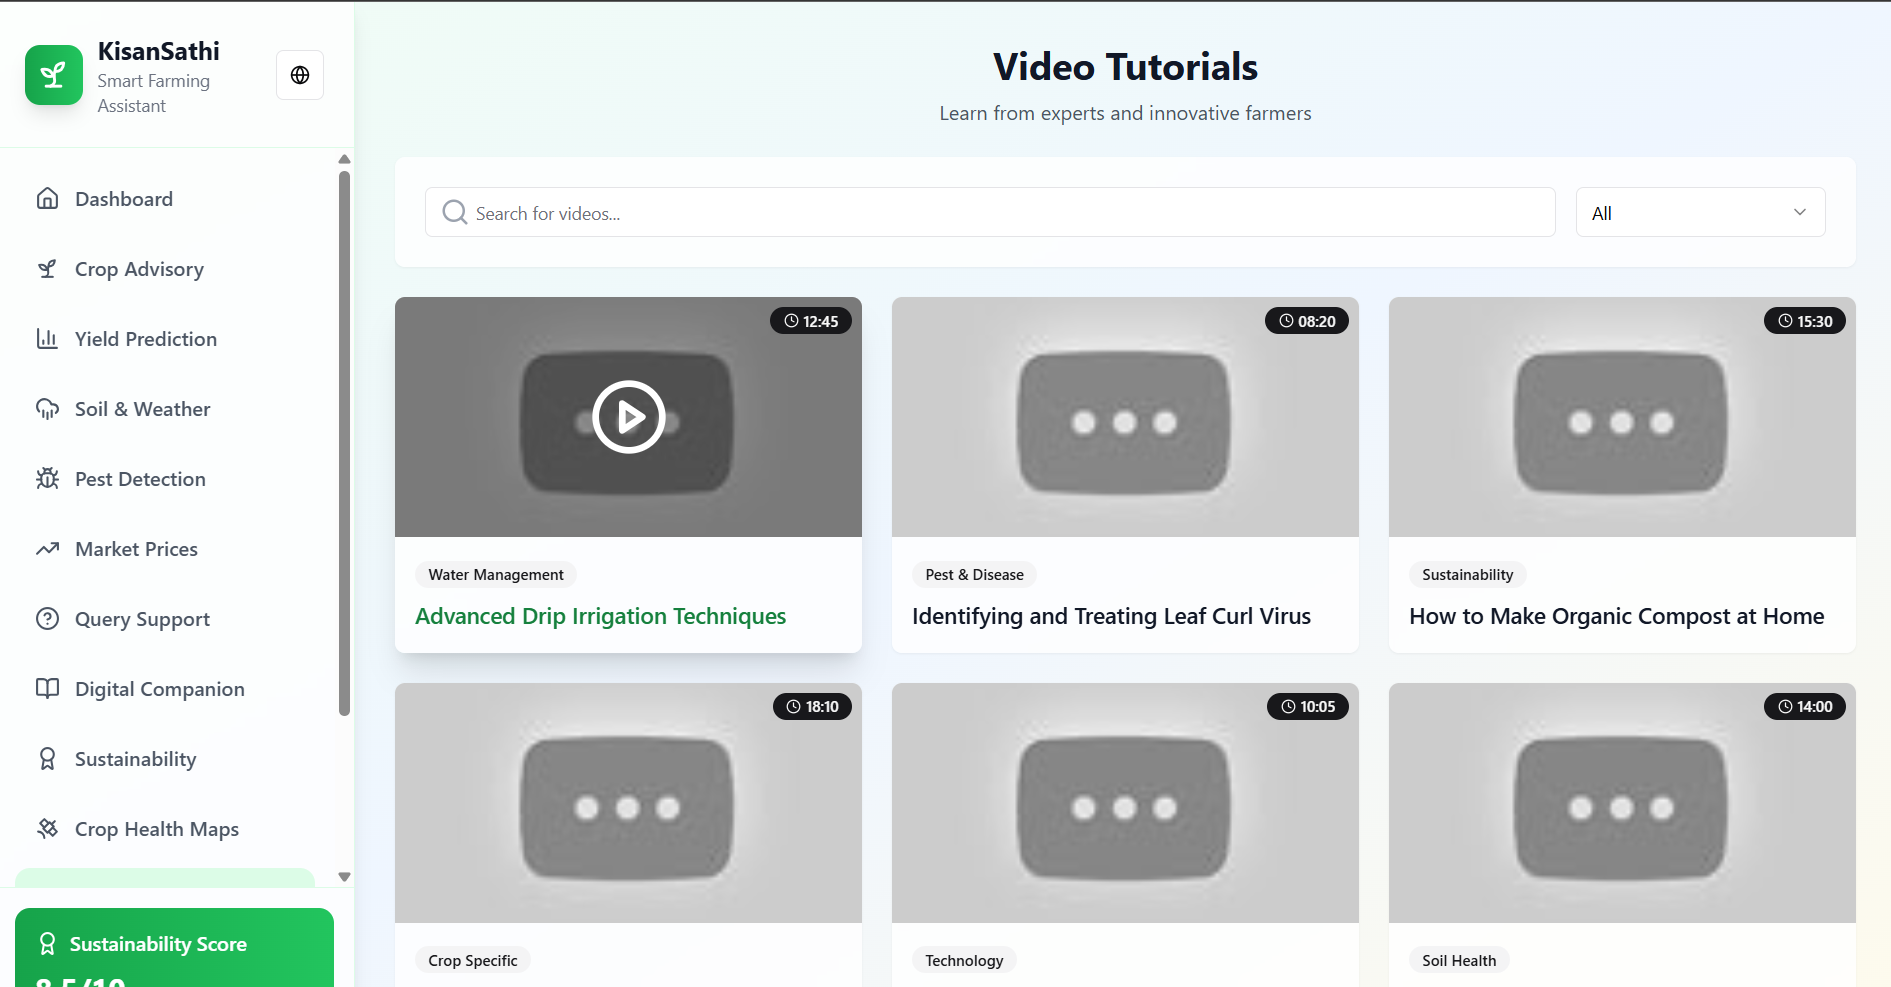 KisanSathi
Smart Farming
Assistant
Dashboard
Crop Advisory
Yield Prediction
Soil & Weather
Pest Detection
Market Prices
Query Support
Digital Companion
Sustainability
Crop Health Maps
Sustainability Score
8.5/10
Video Tutorials
Learn from experts and innovative farmers
Search for videos...
All
12:45
08:20
15:30
Water Management
Advanced Drip Irrigation Techniques
Pest & Disease
Identifying and Treating Leaf Curl Virus
Sustainability
How to Make Organic Compost at Home
18:10
10:05
14:00
Crop Specific
Technology
Soil Health